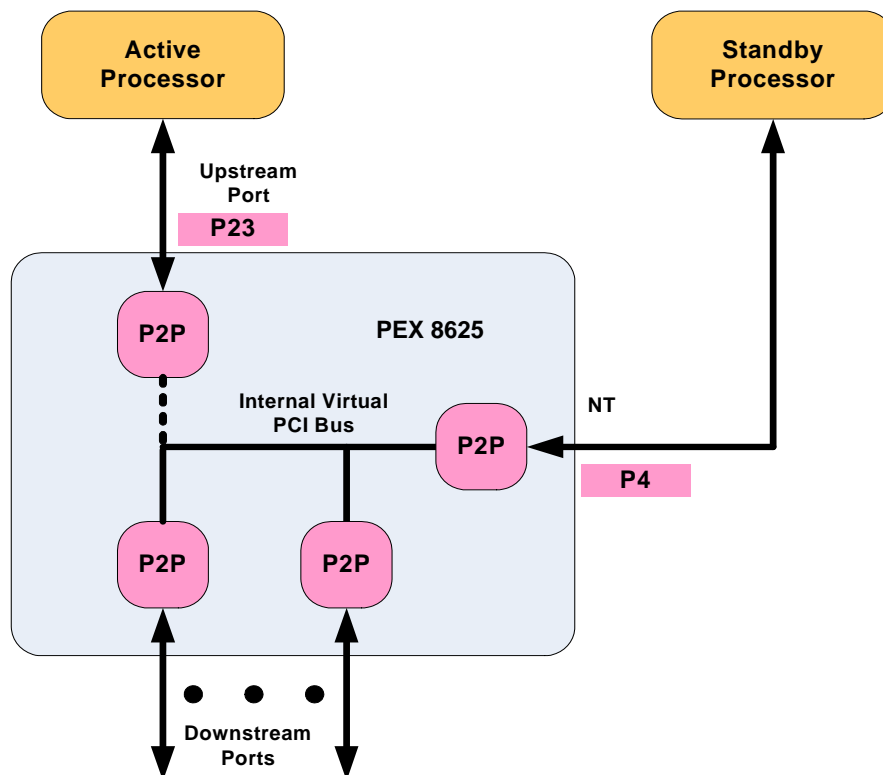 Active
Processor
Standby
Processor
Upstream
Port
P23
P2P
PEX 8625
Internal Virtual
PCI Bus
NT
P2P
P4
P2P
P2P
Downstream
Ports